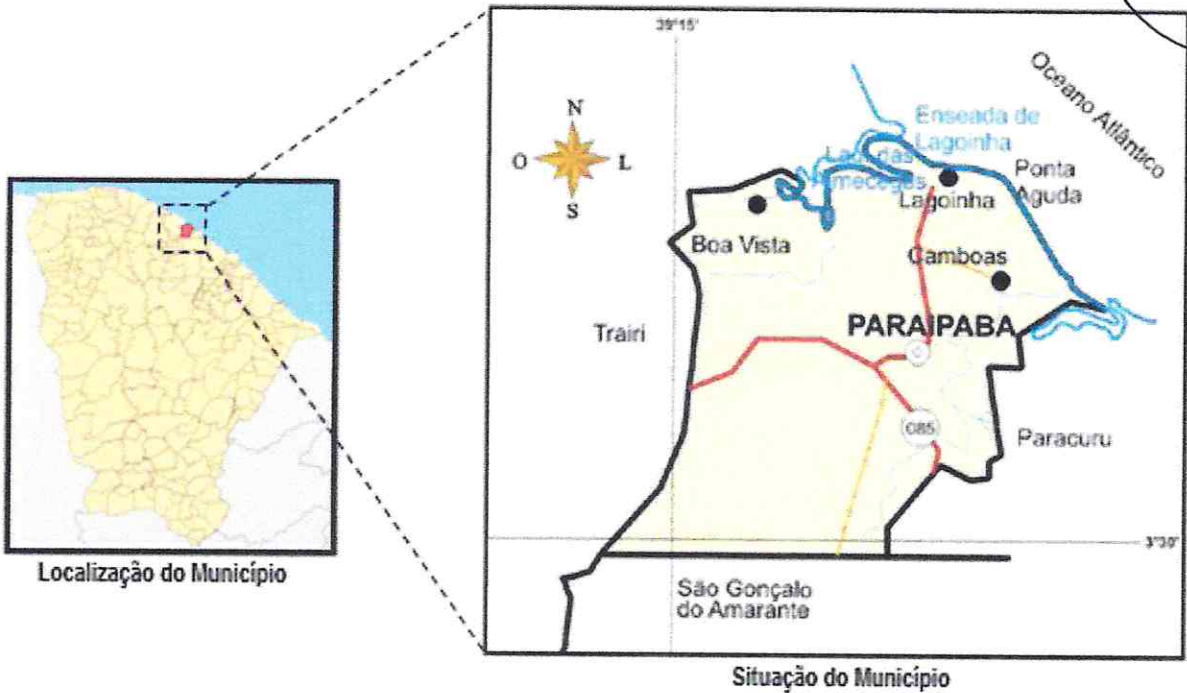 39°15'
Oceano Atlântico
N
O
L
S
Enseada de
Lagoinha
Ponta
Aguda
Lagoinha
Boa Vista
Camboas
Trairi
PARAIPABA
085
Paracuru
3°30'
São Gonçalo
do Amarante
Localização do Município
Situação do Município